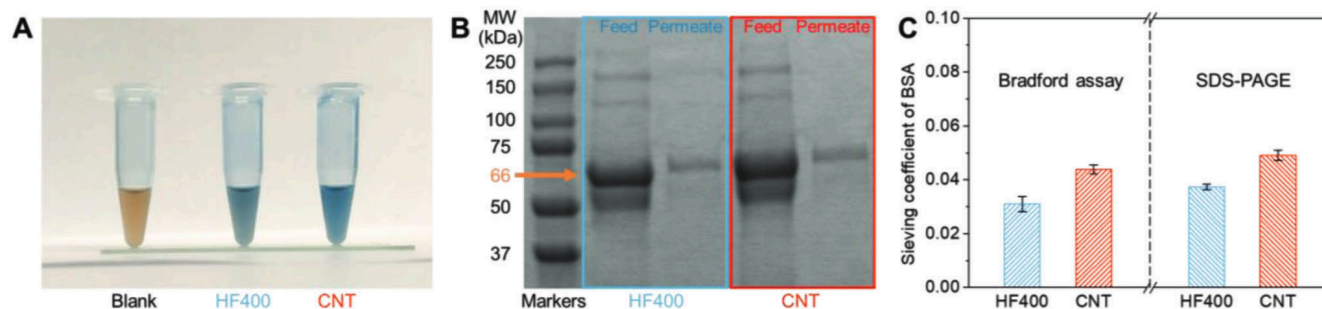 A
Blank HF400 CNT
B
MW
(kDa)
250
150
100
75
66
50
37
Feed Permeate Feed Permeate
Markers HF400 CNT
C
Sieving coefficient of BSA
0.10
0.08
0.06
0.04
0.02
0.00
Bradford assay SDS-PAGE
HF400 CNT HF400 CNT